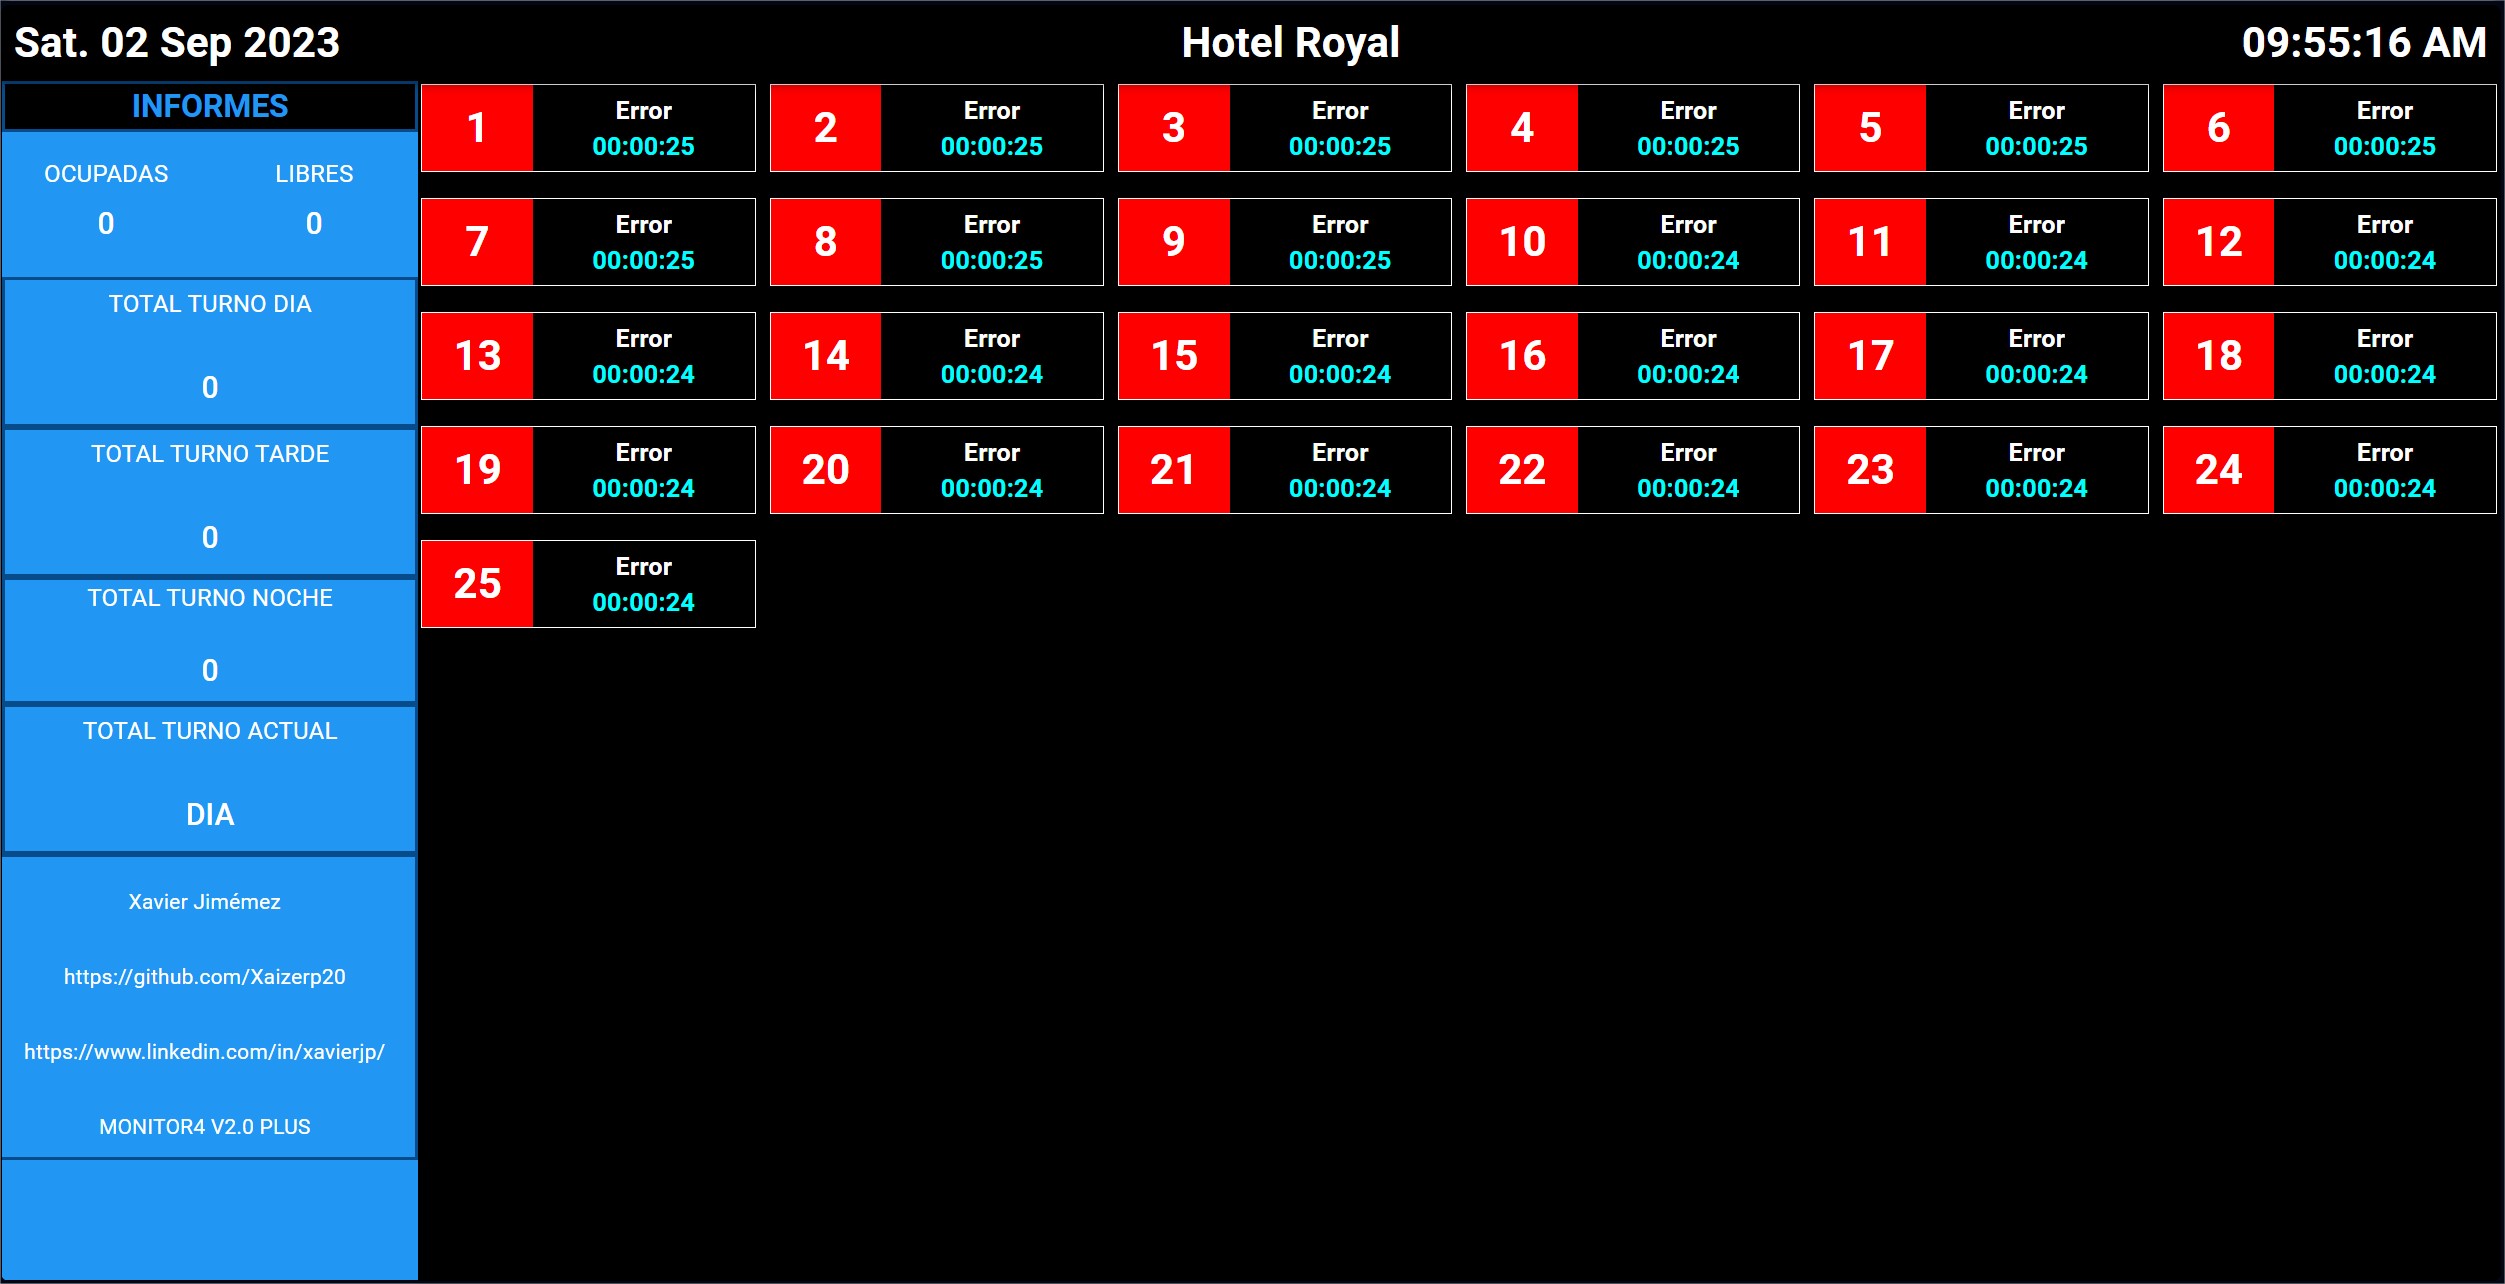 Sat. 02 Sep 2023
Hotel Royal
09:55:16 AM
INFORMES
OCUPADAS LIBRES
0 0
TOTAL TURNO DIA
0
TOTAL TURNO TARDE
0
TOTAL TURNO NOCHE
0
TOTAL TURNO ACTUAL
DIA
Xavier Jimémez
https://github.com/Xaizerp20
https://www.linkedin.com/in/xavierjp/
MONITOR4 V2.0 PLUS
1
Error
00:00:25
2
Error
00:00:25
3
Error
00:00:25
4
Error
00:00:25
5
Error
00:00:25
6
Error
00:00:25
7
Error
00:00:25
8
Error
00:00:25
9
Error
00:00:25
10
Error
00:00:24
11
Error
00:00:24
12
Error
00:00:24
13
Error
00:00:24
14
Error
00:00:24
15
Error
00:00:24
16
Error
00:00:24
17
Error
00:00:24
18
Error
00:00:24
19
Error
00:00:24
20
Error
00:00:24
21
Error
00:00:24
22
Error
00:00:24
23
Error
00:00:24
24
Error
00:00:24
25
Error
00:00:24